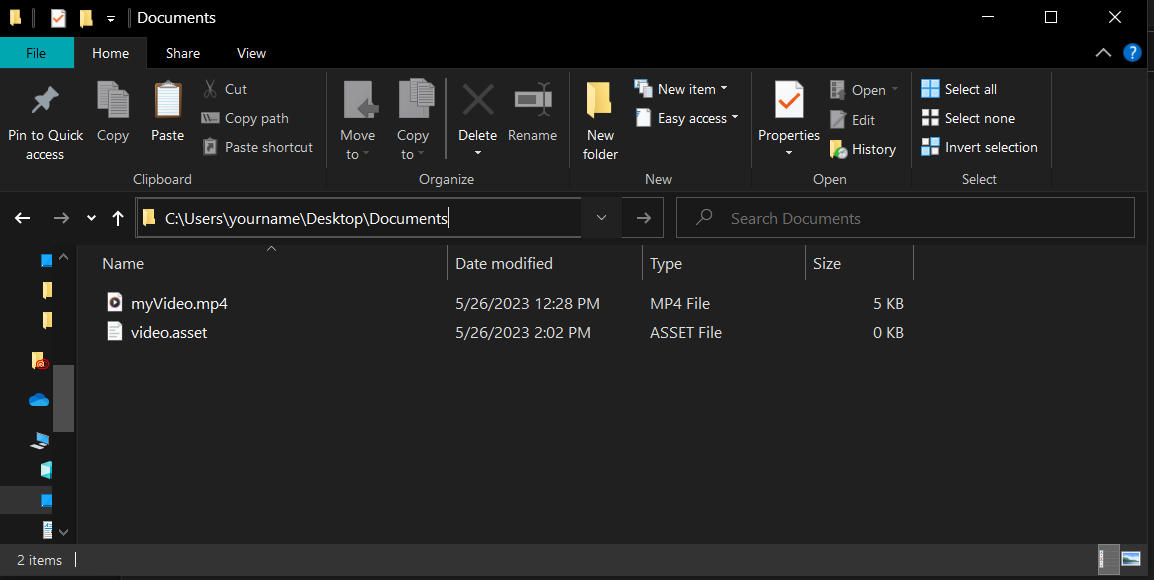 Documents
File Home Share View
?
Pin to Quick access
Copy
Paste
Cut
Copy path
Paste shortcut
Move to
Copy to
Delete
Rename
New folder
New item
Easy access
Properties
Open
Edit
History
Select all
Select none
Invert selection
Clipboard Organize New Open Select
C:\Users\yourname\Desktop\Documents
Search Documents
Name Date modified Type Size
myVideo.mp4 5/26/2023 12:28 PM MP4 File 5 KB
video.asset 5/26/2023 2:02 PM ASSET File 0 KB
2 items